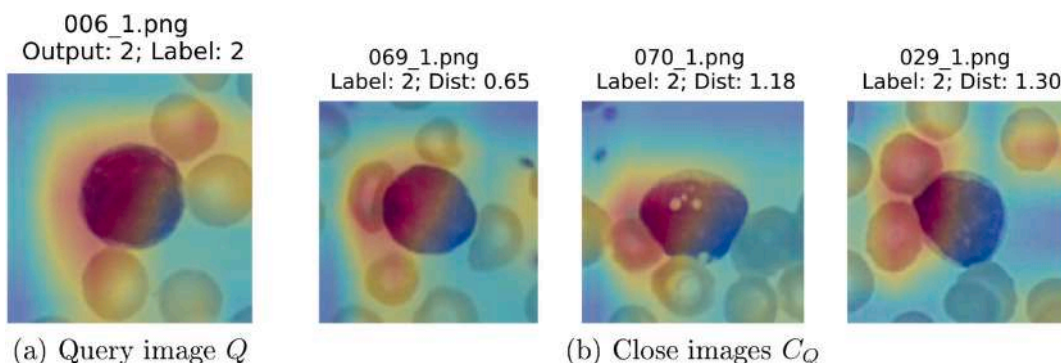 006_1.png
Output: 2; Label: 2
069_1.png
Label: 2; Dist: 0.65
070_1.png
Label: 2; Dist: 1.18
029_1.png
Label: 2; Dist: 1.30
(a) Query image Q
(b) Close images C_Q